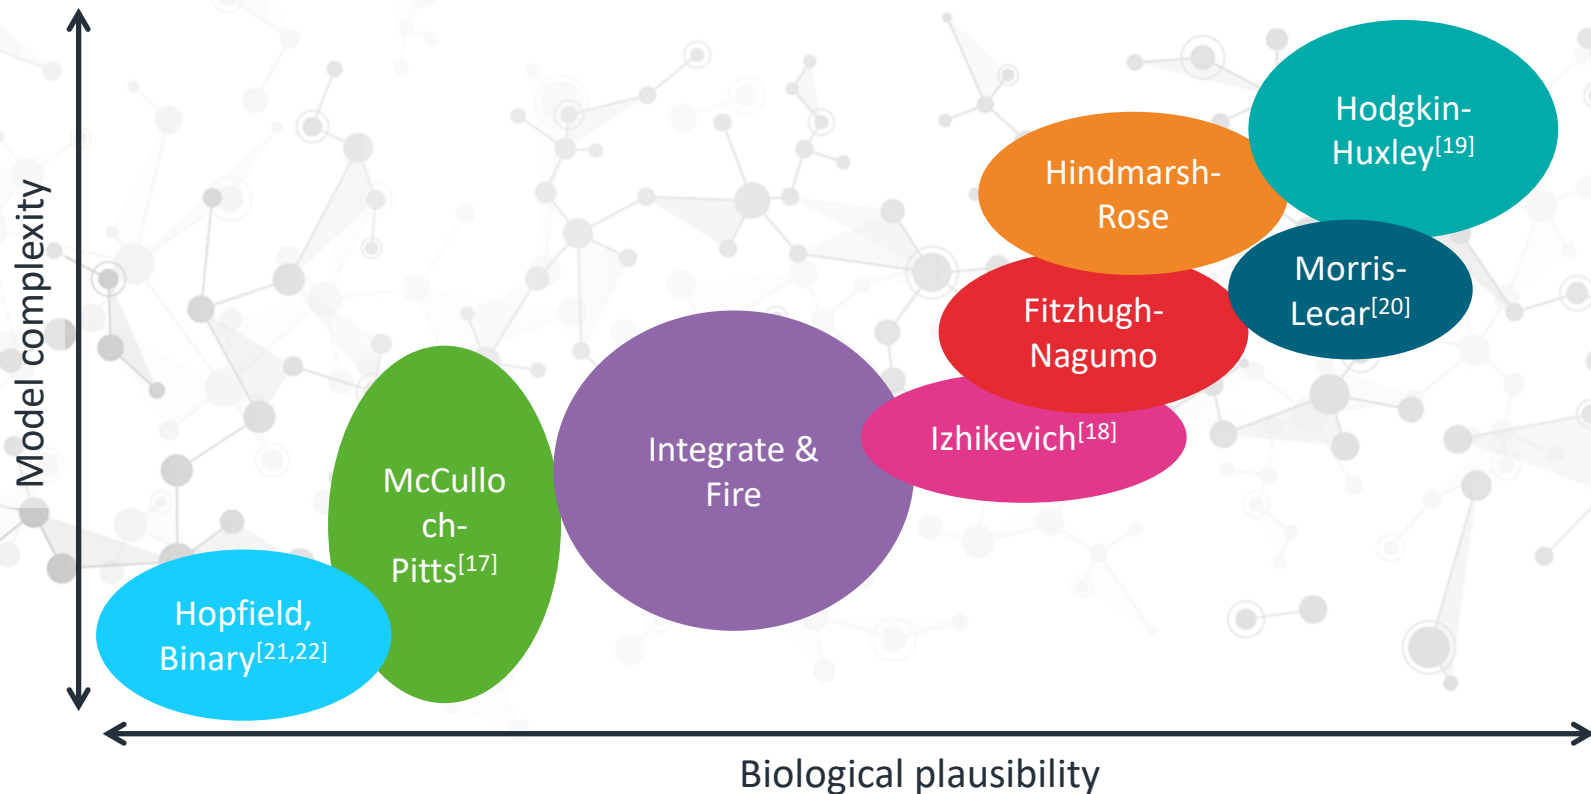 Model complexity
Hodgkin-
Huxley[19]
Hindmarsh-
Rose
Morris-
Lecar[20]
Fitzhugh-
Nagumo
Izhikevich[18]
Integrate &
Fire
McCullo
ch-
Pitts[17]
Hopfield,
Binary[21,22]
Biological plausibility